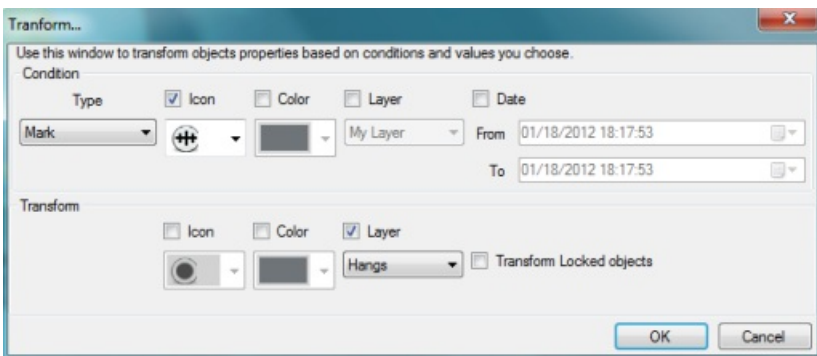 Tranform...
Use this window to transform objects properties based on conditions and values you choose.
Condition
Type Icon Color Layer Date
Mark My Layer From 01/18/2012 18:17:53
To 01/18/2012 18:17:53
Transform
Icon Color Layer
Hangs Transform Locked objects
OK Cancel